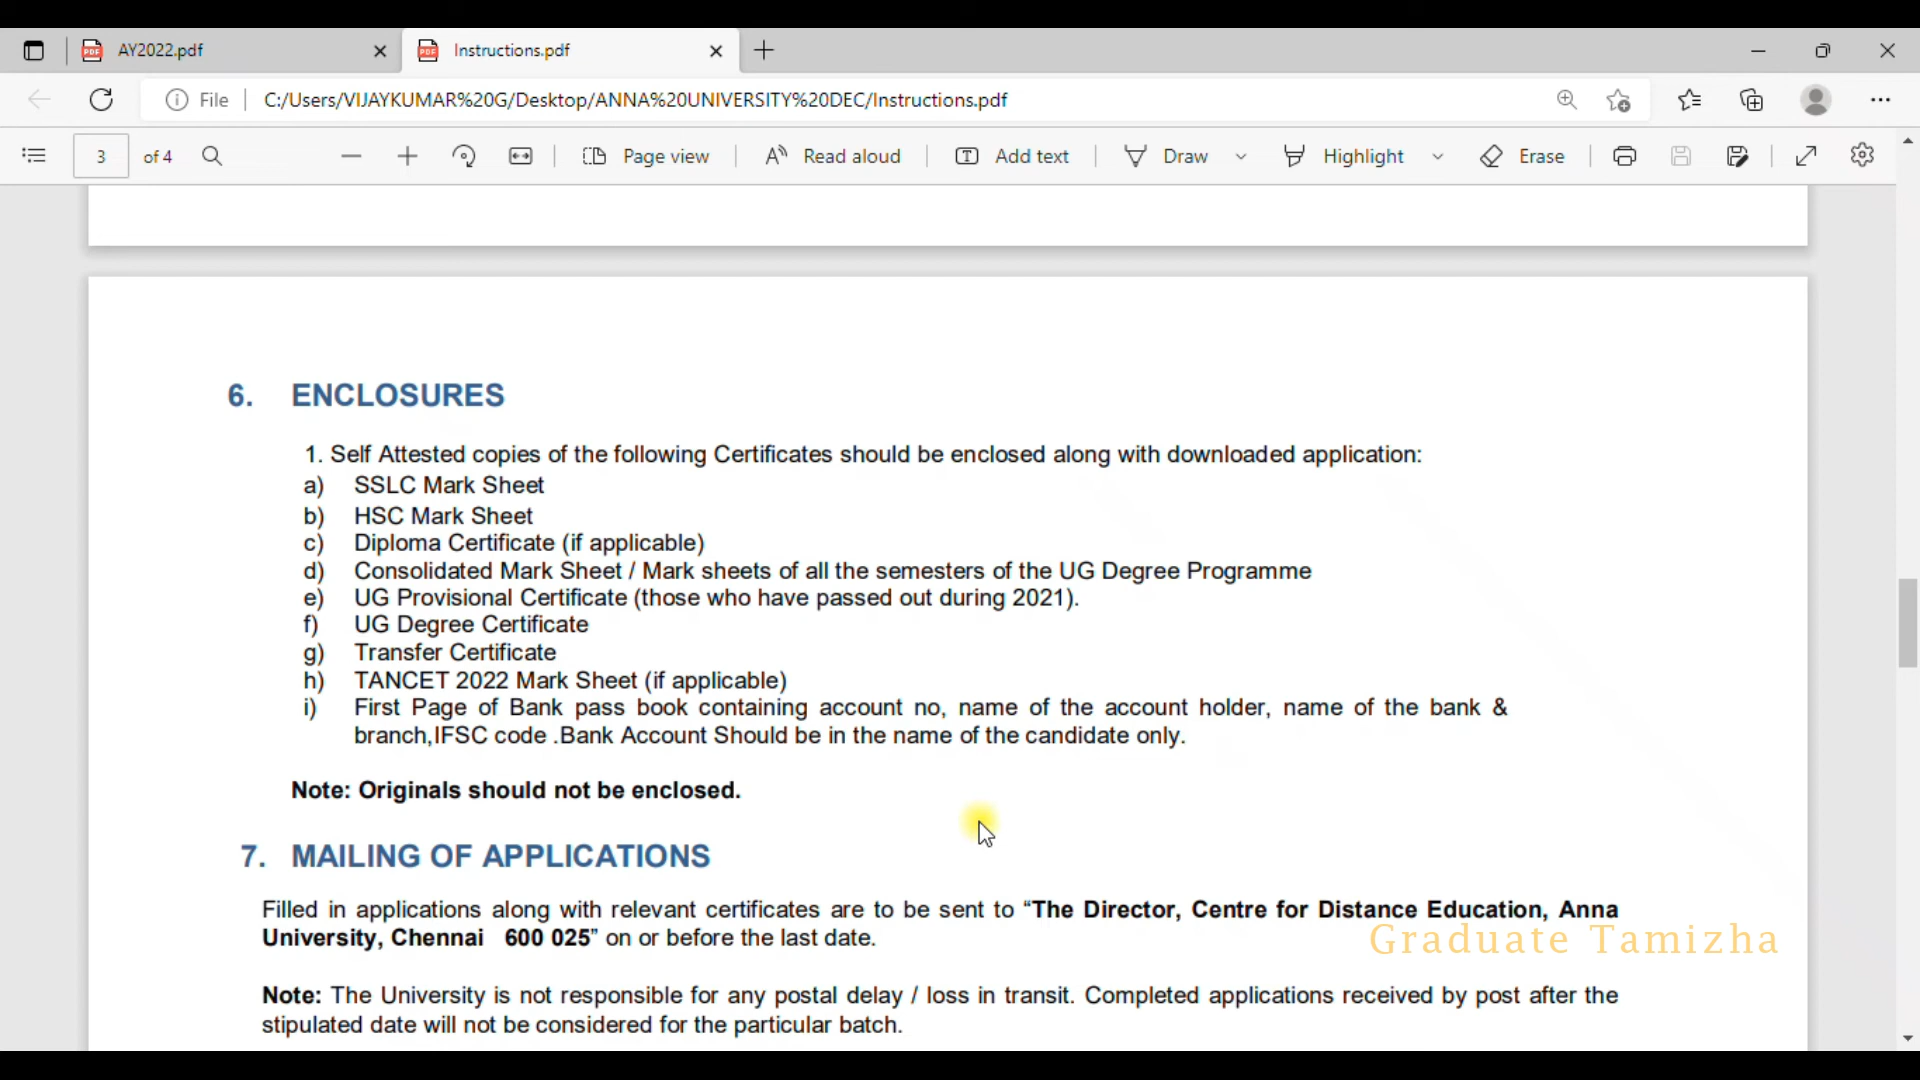 AY2022.pdf
Instructions.pdf
File
C:/Users/VIJAYKUMAR%20G/Desktop/ANNA%20UNIVERSITY%20DEC/Instructions.pdf
3 of 4
Page view
Read aloud
Add text
Draw
Highlight
Erase
6. ENCLOSURES
1. Self Attested copies of the following Certificates should be enclosed along with downloaded application:
a) SSLC Mark Sheet
b) HSC Mark Sheet
c) Diploma Certificate (if applicable)
d) Consolidated Mark Sheet / Mark sheets of all the semesters of the UG Degree Programme
e) UG Provisional Certificate (those who have passed out during 2021).
f) UG Degree Certificate
g) Transfer Certificate
h) TANCET 2022 Mark Sheet (if applicable)
i) First Page of Bank pass book containing account no, name of the account holder, name of the bank &
branch,IFSC code .Bank Account Should be in the name of the candidate only.
Note: Originals should not be enclosed.
7. MAILING OF APPLICATIONS
Filled in applications along with relevant certificates are to be sent to “The Director, Centre for Distance Education, Anna
University, Chennai 600 025” on or before the last date.
Graduate Tamizha
Note: The University is not responsible for any postal delay / loss in transit. Completed applications received by post after the
stipulated date will not be considered for the particular batch.